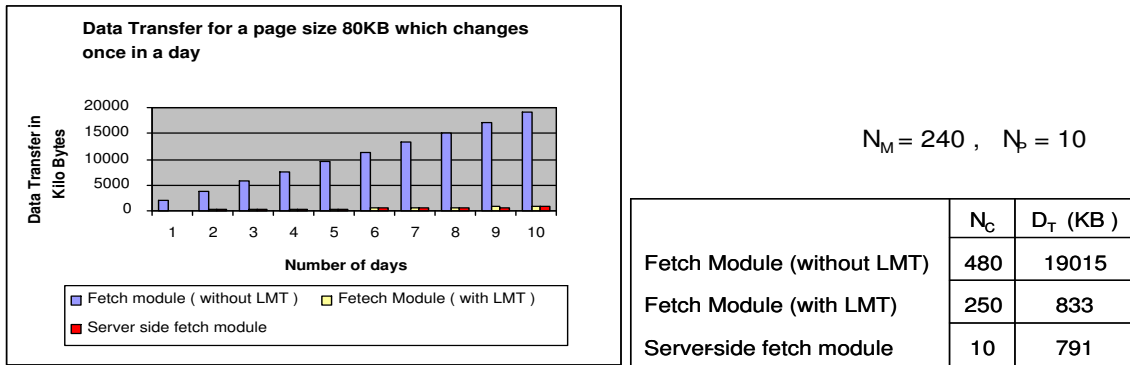 Data Transfer for a page size 80KB which changes
once in a day
Data Transfer in
Kilo Bytes
20000
15000
10000
5000
0
1 2 3 4 5 6 7 8 9 10
Number of days
Fetch module ( without LMT )
Fetech Module ( with LMT )
Server side fetch module
N_M = 240 , N_P = 10
N_C D_T (KB )
Fetch Module (without LMT) 480 19015
Fetch Module (with LMT) 250 833
Server-side fetch module 10 791